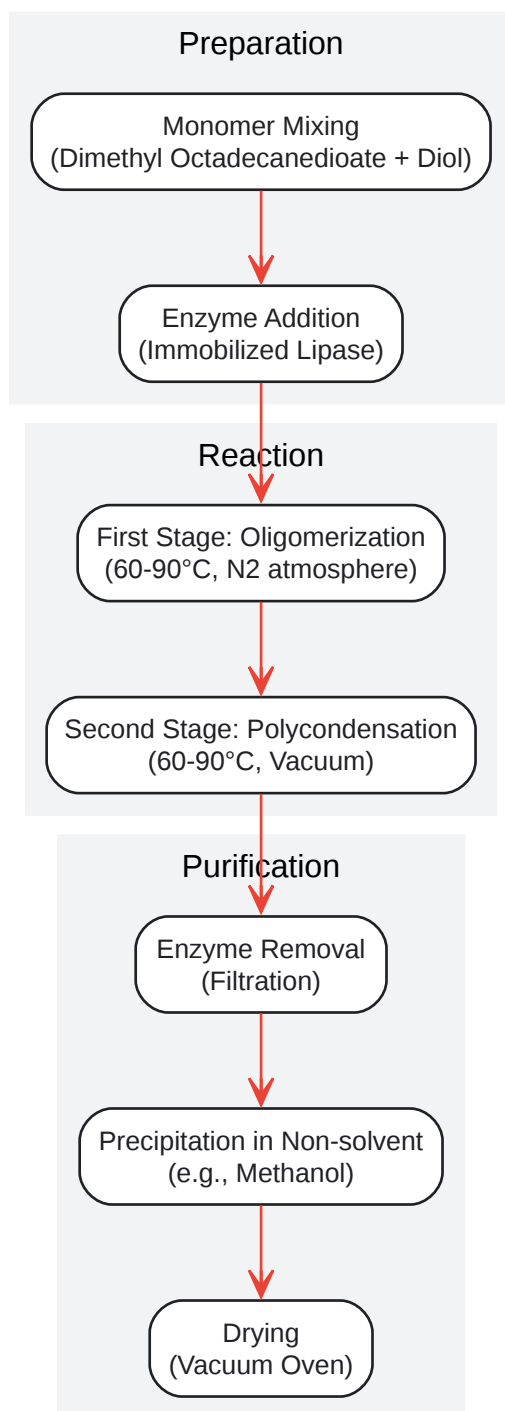 Preparation
Monomer Mixing
(Dimethyl Octadecanedioate + Diol)
Enzyme Addition
(Immobilized Lipase)
Reaction
First Stage: Oligomerization
(60-90°C, N2 atmosphere)
Second Stage: Polycondensation
(60-90°C, Vacuum)
Purification
Enzyme Removal
(Filtration)
Precipitation in Non-solvent
(e.g., Methanol)
Drying
(Vacuum Oven)